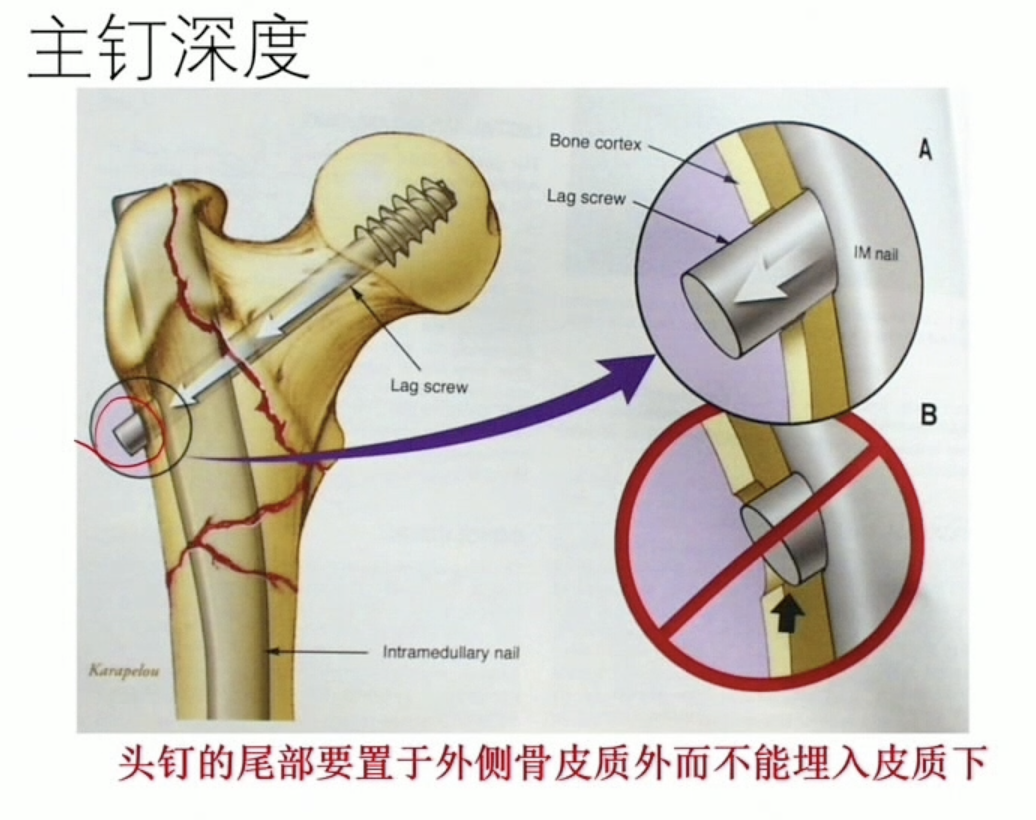 主钉深度
Bone cortex
A
Lag screw
IM nail
Lag screw
B
Intramedullary nail
Karapelou
头钉的尾部要置于外侧骨皮质外而不能埋入皮质下